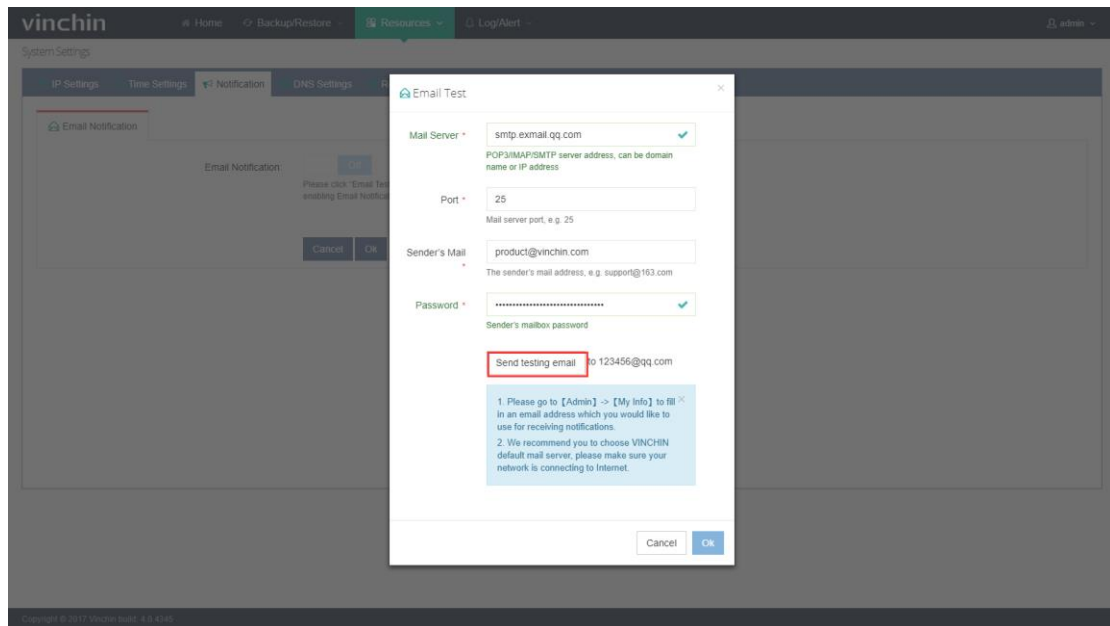 vinchin
Home Backup/Restore Resources Log/Alert admin
System Settings
IP Settings Time Settings Notification DNS Settings R
Email Notification
Email Notification Off
Please click "Email Tes
enabling Email Notificat
Cancel Ok
Email Test ×
Mail Server * smtp.exmail.qq.com
POP3/IMAP/SMTP server address, can be domain
name or IP address
Port * 25
Mail server port, e.g. 25
Sender's Mail * product@vinchin.com
The sender's mail address, e.g. support@163.com
Password * •••••••••••••••••••••••••••••••
Sender's mailbox password
Send testing email to 123456@qq.com
1. Please go to【Admin】->【My Info】to fill ×
in an email address which you would like to
use for receiving notifications.
2. We recommend you to choose VINCHIN
default mail server, please make sure your
network is connecting to Internet.
Cancel Ok
Copyright © 2017 Vinchin build: 4.0.4345